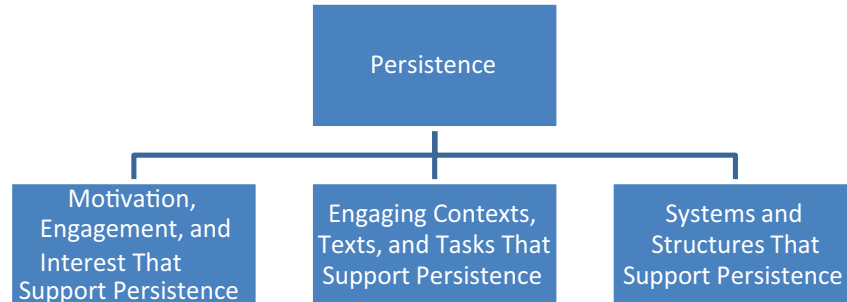 Persistence
Motivation,
Engagement, and
Interest That
Support Persistence
Engaging Contexts,
Texts, and Tasks That
Support Persistence
Systems and
Structures That
Support Persistence